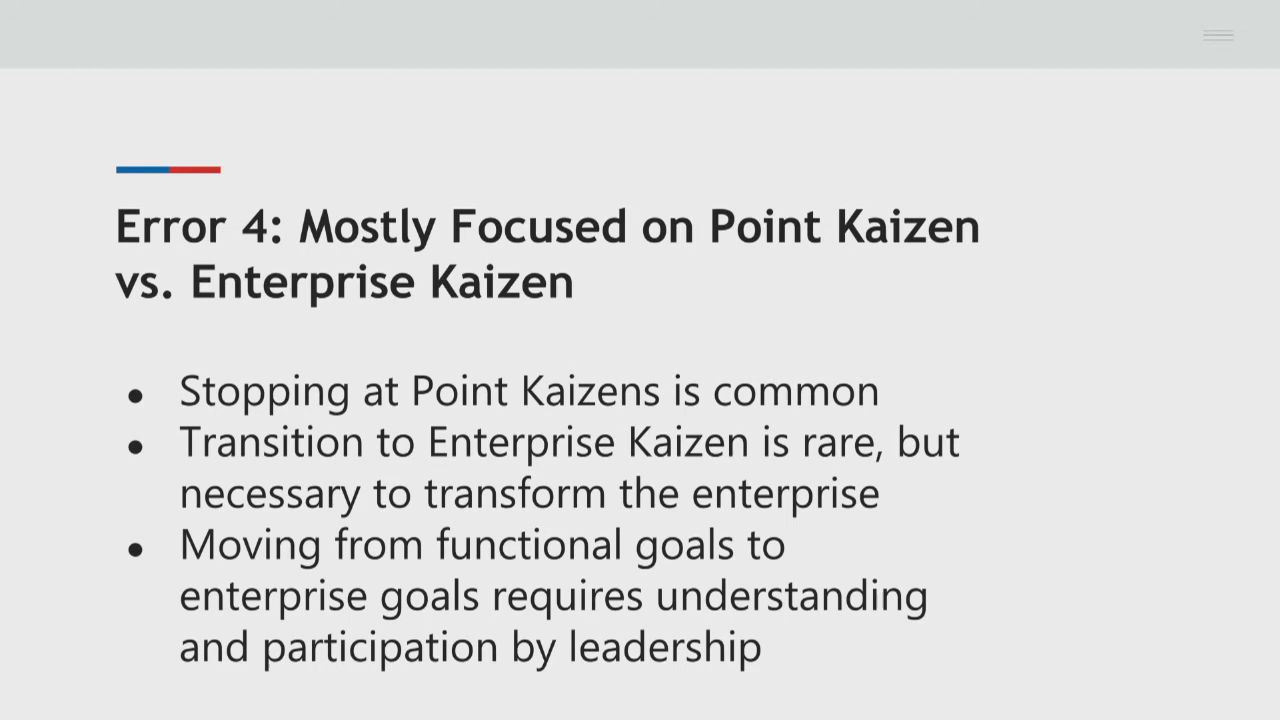 Error 4: Mostly Focused on Point Kaizen
vs. Enterprise Kaizen
● Stopping at Point Kaizens is common
● Transition to Enterprise Kaizen is rare, but
necessary to transform the enterprise
● Moving from functional goals to
enterprise goals requires understanding
and participation by leadership